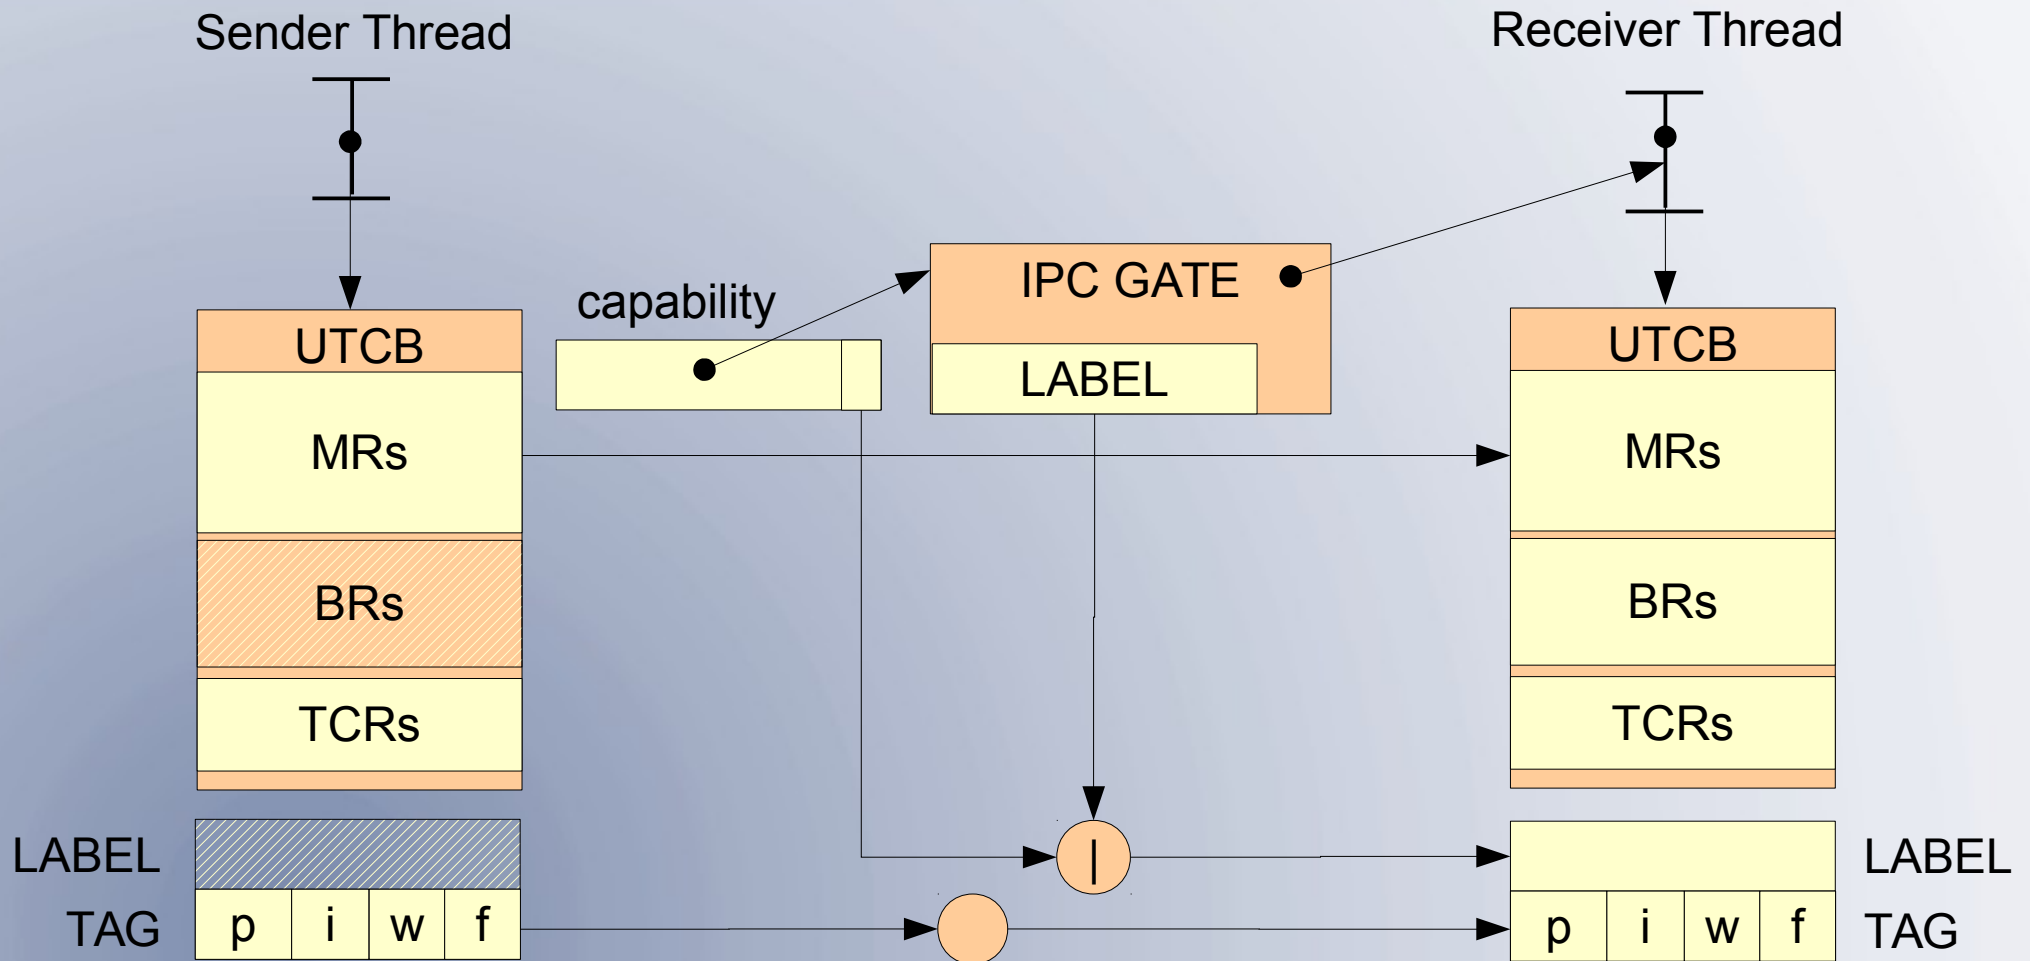 Sender Thread
Receiver Thread
capability
IPC GATE
LABEL
UTCB
MRs
BRs
TCRs
UTCB
MRs
BRs
TCRs
|
LABEL
LABEL
TAG
p i w f
p i w f
TAG